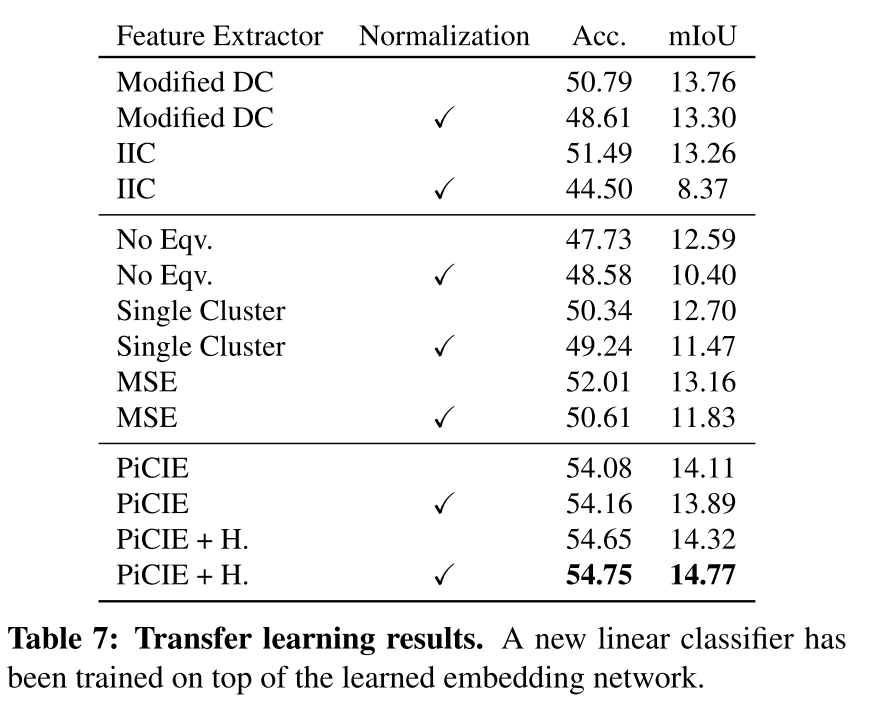 Feature Extractor Normalization Acc. mIoU
Modified DC 50.79 13.76
Modified DC ✓ 48.61 13.30
IIC 51.49 13.26
IIC ✓ 44.50 8.37
No Eqv. 47.73 12.59
No Eqv. ✓ 48.58 10.40
Single Cluster 50.34 12.70
Single Cluster ✓ 49.24 11.47
MSE 52.01 13.16
MSE ✓ 50.61 11.83
PiCIE 54.08 14.11
PiCIE ✓ 54.16 13.89
PiCIE + H. 54.65 14.32
PiCIE + H. ✓ 54.75 14.77
Table 7: Transfer learning results. A new linear classifier has
been trained on top of the learned embedding network.